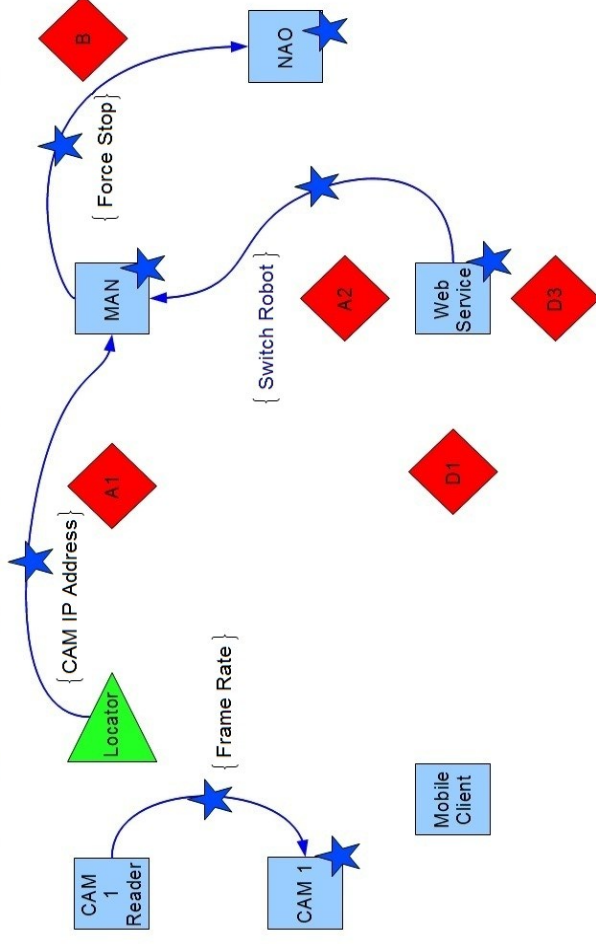 CAM
1
Reader
Locator
{CAM IP Address}
A1
MAN
{Force Stop}
B
{Frame Rate}
{Switch Robot}
NAO
CAM 1
A2
Mobile
Client
D1
Web
Service
D3